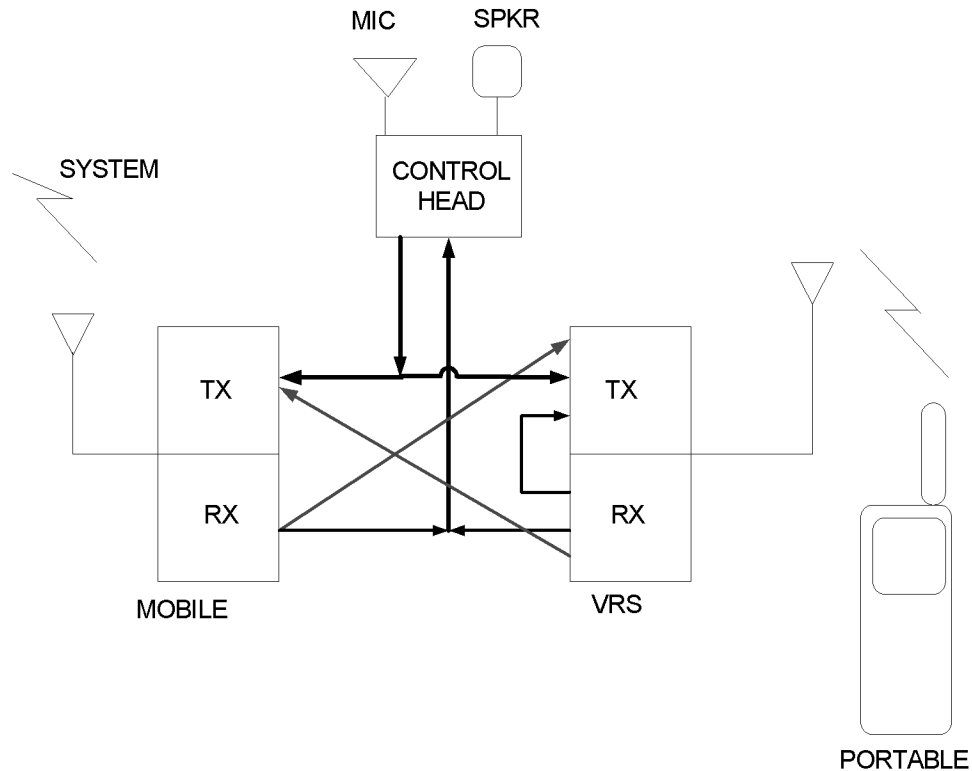 MIC
SPKR
SYSTEM
CONTROL
HEAD
TX
TX
RX
RX
MOBILE
VRS
PORTABLE